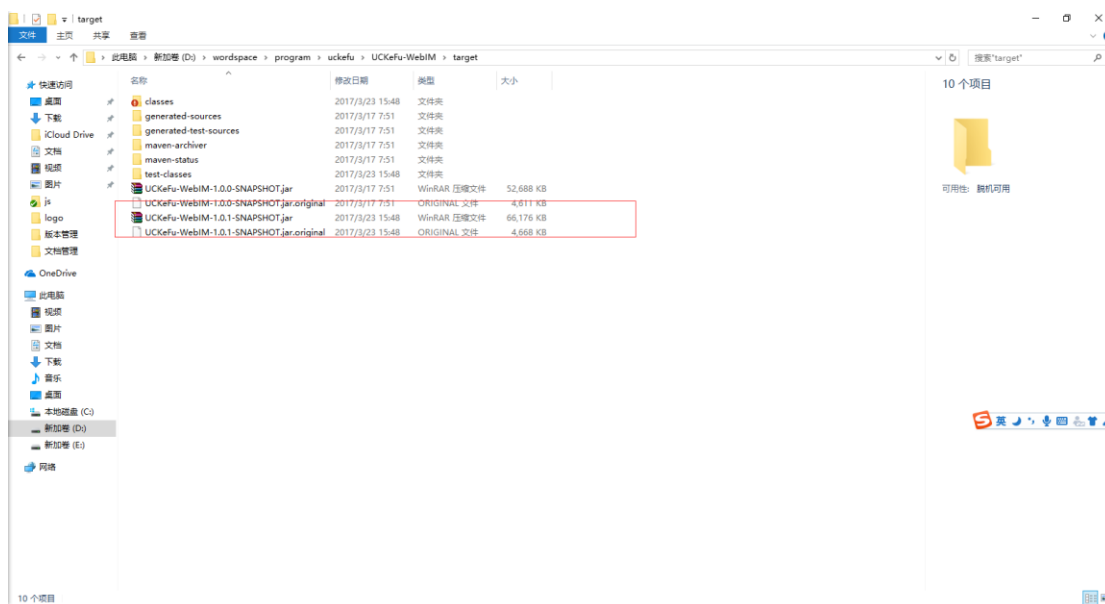 target
文件 主页 共享 查看
此电脑 › 新加卷 (D:) › wordspace › program › uckefu › UCKeFu-WebIM › target
搜索"target"
快速访问
桌面
下载
iCloud Drive
文档
视频
图片
js
logo
版本管理
文档管理
OneDrive
此电脑
视频
图片
文档
下载
音乐
桌面
本地磁盘 (C:)
新加卷 (D:)
新加卷 (E:)
网络
名称 修改日期 类型 大小
classes 2017/3/23 15:48 文件夹
generated-sources 2017/3/17 7:51 文件夹
generated-test-sources 2017/3/17 7:51 文件夹
maven-archiver 2017/3/17 7:51 文件夹
maven-status 2017/3/17 7:51 文件夹
test-classes 2017/3/23 15:48 文件夹
UCKeFu-WebIM-1.0.0-SNAPSHOT.jar 2017/3/17 7:51 WinRAR 压缩文件 52,688 KB
UCKeFu-WebIM-1.0.0-SNAPSHOT.jar.original 2017/3/17 7:51 ORIGINAL 文件 4,611 KB
UCKeFu-WebIM-1.0.1-SNAPSHOT.jar 2017/3/23 15:48 WinRAR 压缩文件 66,176 KB
UCKeFu-WebIM-1.0.1-SNAPSHOT.jar.original 2017/3/23 15:48 ORIGINAL 文件 4,668 KB
10 个项目
可用性: 脱机可用
英
10 个项目